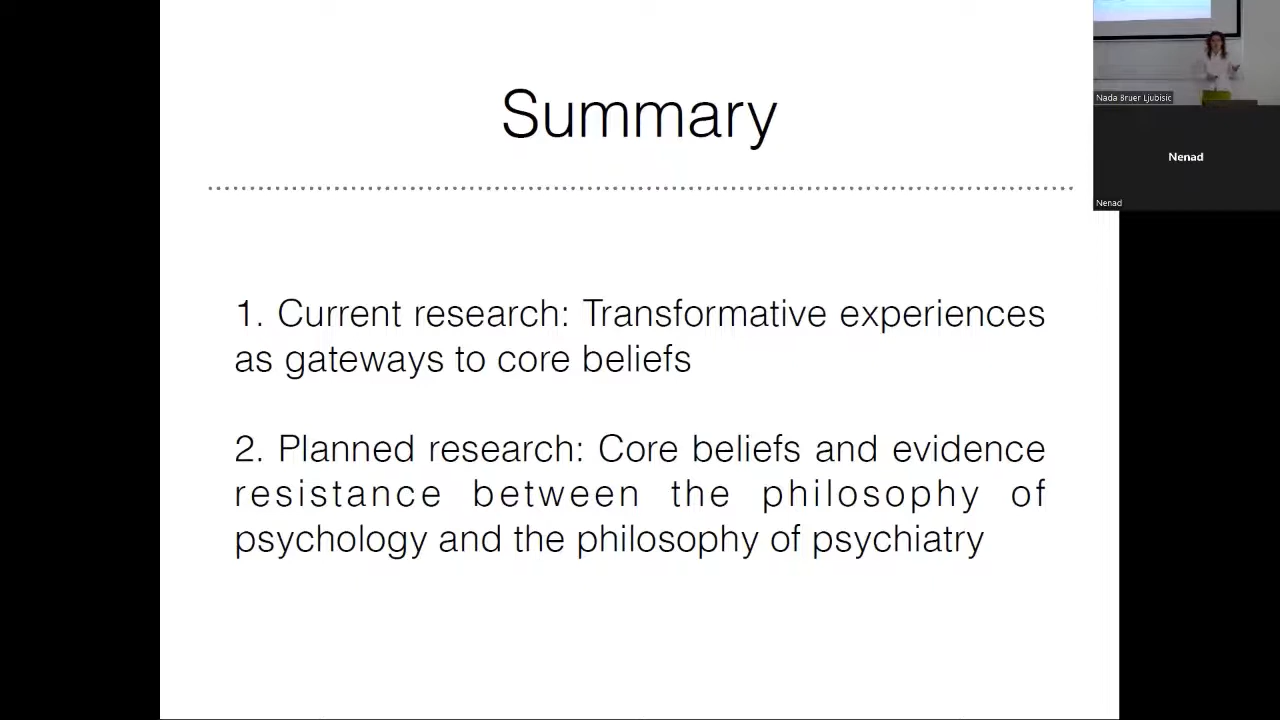 Summary
1. Current research: Transformative experiences
as gateways to core beliefs
2. Planned research: Core beliefs and evidence
resistance between the philosophy of
psychology and the philosophy of psychiatry
Nada Bruer Ljubisic
Nenad
Nenad